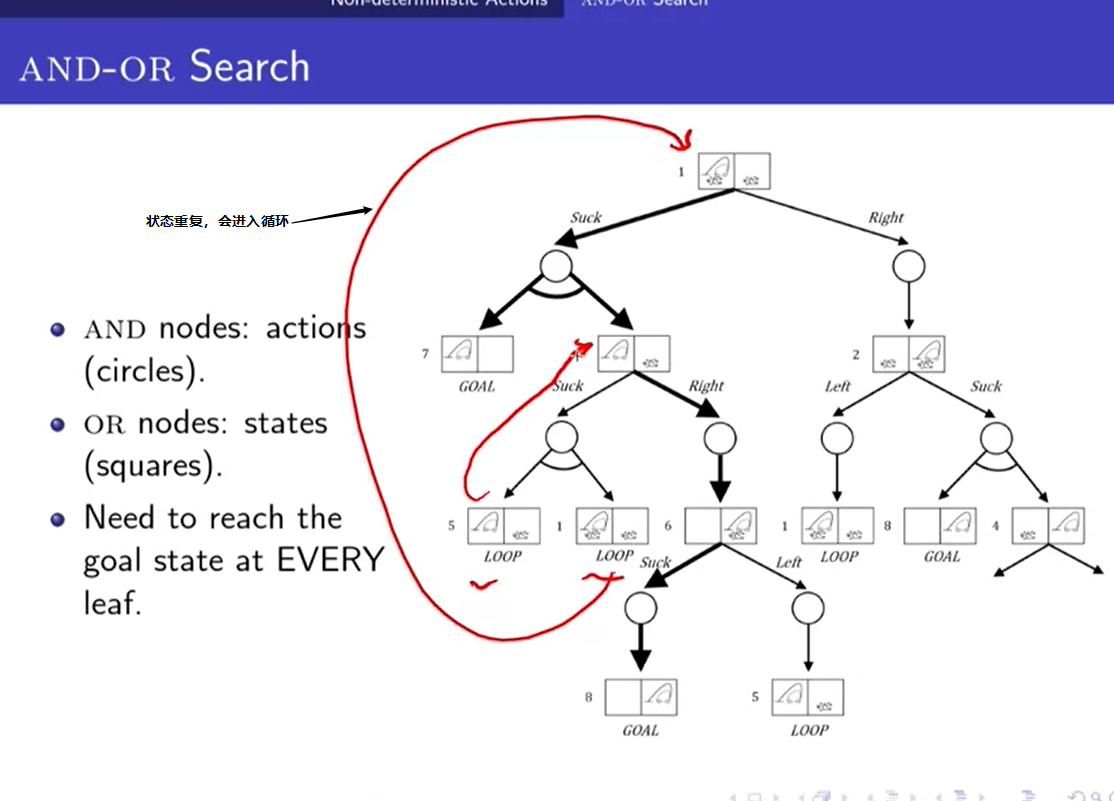 Non-deterministic Actions AND-OR Search
AND-OR Search
1
状态重复，会进入循环
Suck Right
AND nodes: actions
(circles).
OR nodes: states
(squares).
Need to reach the
goal state at EVERY
leaf.
7 2
GOAL Suck Right Left Suck
5 1 6 1 8 4
LOOP LOOP Suck Left LOOP GOAL
8 5
GOAL LOOP